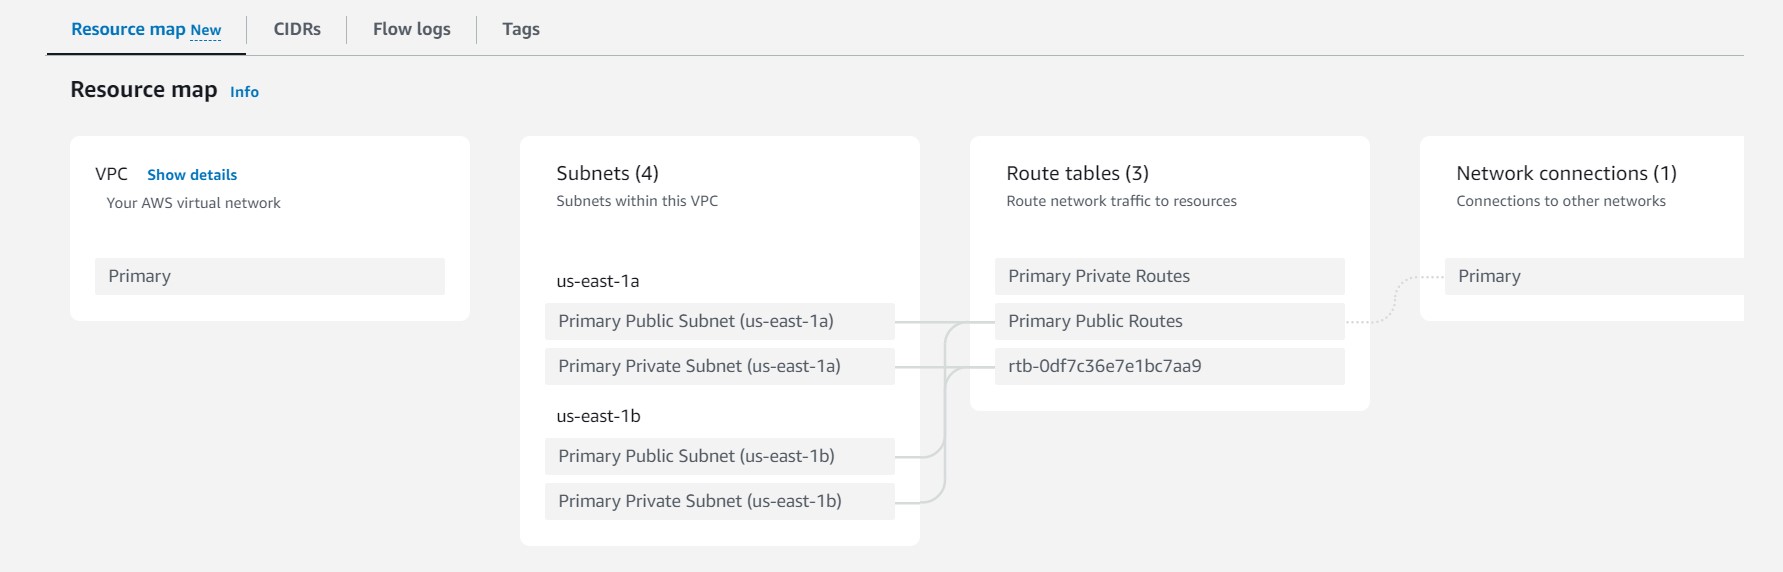 Resource map New
CIDRs
Flow logs
Tags
Resource map Info
VPC Show details
Your AWS virtual network
Primary
Subnets (4)
Subnets within this VPC
us-east-1a
Primary Public Subnet (us-east-1a)
Primary Private Subnet (us-east-1a)
us-east-1b
Primary Public Subnet (us-east-1b)
Primary Private Subnet (us-east-1b)
Route tables (3)
Route network traffic to resources
Primary Private Routes
Primary Public Routes
rtb-0df7c36e7e1bc7aa9
Network connections (1)
Connections to other networks
Primary